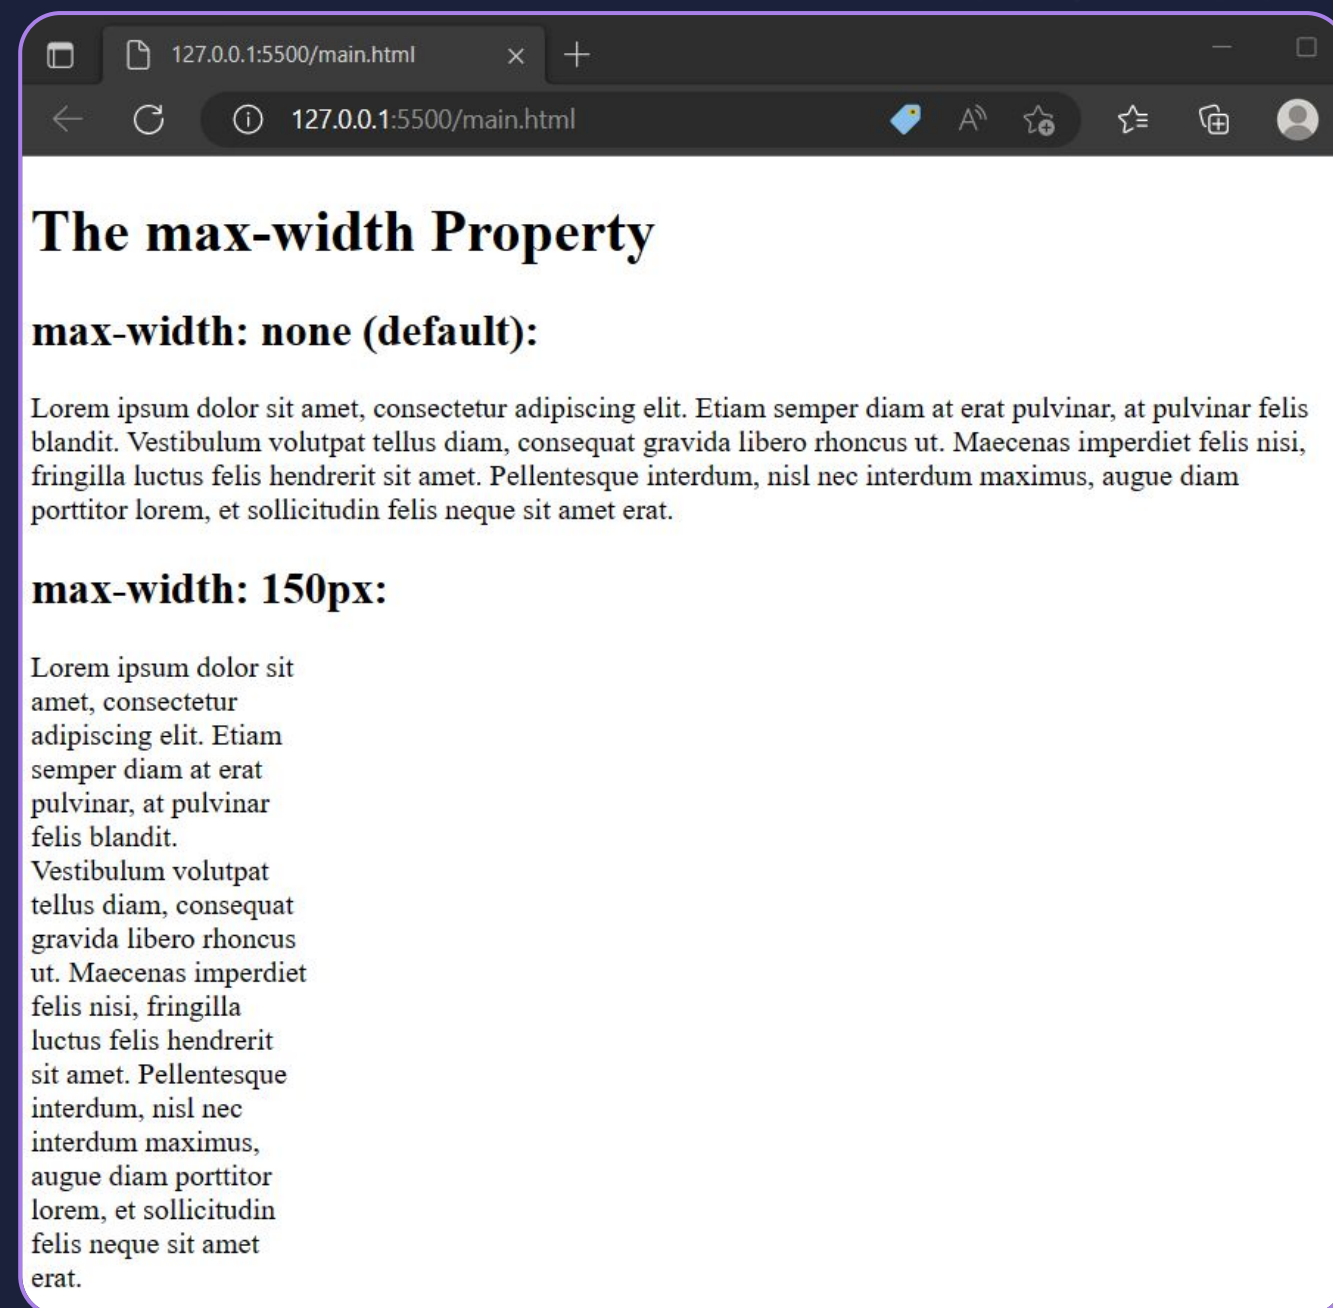 127.0.0.1:5500/main.html
127.0.0.1:5500/main.html
The max-width Property
max-width: none (default):
Lorem ipsum dolor sit amet, consectetur adipiscing elit. Etiam semper diam at erat pulvinar, at pulvinar felis
blandit. Vestibulum volutpat tellus diam, consequat gravida libero rhoncus ut. Maecenas imperdiet felis nisi,
fringilla luctus felis hendrerit sit amet. Pellentesque interdum, nisl nec interdum maximus, augue diam
porttitor lorem, et sollicitudin felis neque sit amet erat.
max-width: 150px:
Lorem ipsum dolor sit
amet, consectetur
adipiscing elit. Etiam
semper diam at erat
pulvinar, at pulvinar
felis blandit.
Vestibulum volutpat
tellus diam, consequat
gravida libero rhoncus
ut. Maecenas imperdiet
felis nisi, fringilla
luctus felis hendrerit
sit amet. Pellentesque
interdum, nisl nec
interdum maximus,
augue diam porttitor
lorem, et sollicitudin
felis neque sit amet
erat.